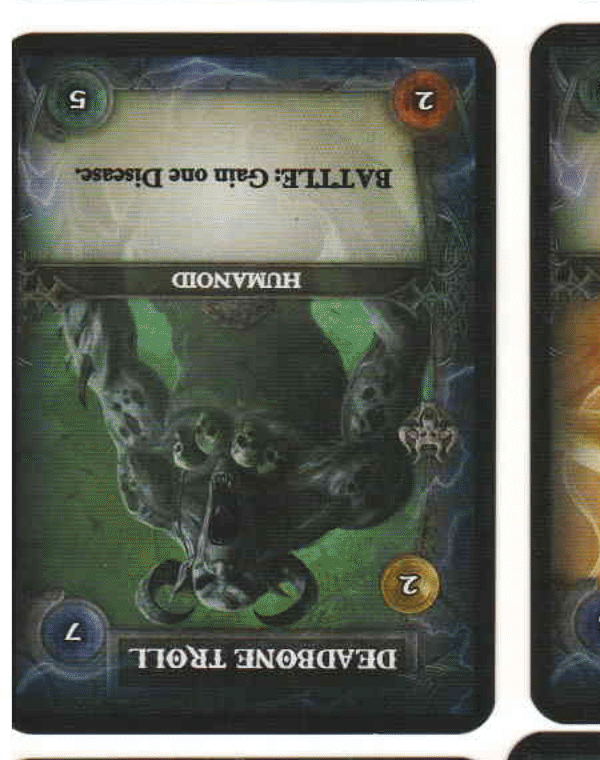 DEADBONE TROLL 7
2
HUMANOID
BATTLE: Gain one Disease.
2 5